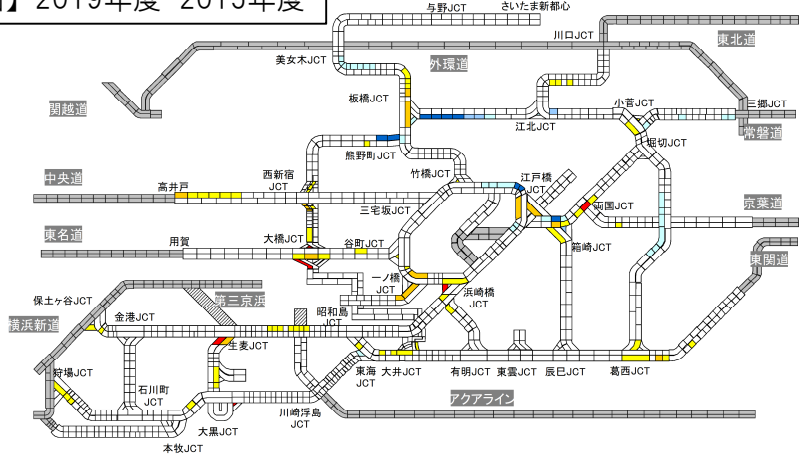 2019年度-2015年度
与野JCT
さいたま新都心
川口JCT
東北道
美女木JCT
外環道
板橋JCT
関越道
小菅JCT
三郷JCT
江北JCT
常磐道
堀切JCT
熊野町JCT
竹橋JCT
江戸橋
JCT
西新宿
JCT
中央道
高井戸
両国JCT
京葉道
三宅坂JCT
東名道
用賀
大橋JCT
谷町JCT
箱崎JCT
東関道
一ノ橋
JCT
浜崎橋
JCT
保土ヶ谷JCT
第三京浜
昭和島
JCT
金港JCT
横浜新道
生麦JCT
狩場JCT
東海
JCT
大井JCT
有明JCT
東雲JCT
辰巳JCT
葛西JCT
石川町
JCT
アクアライン
大黒JCT
川崎浮島
JCT
本牧JCT